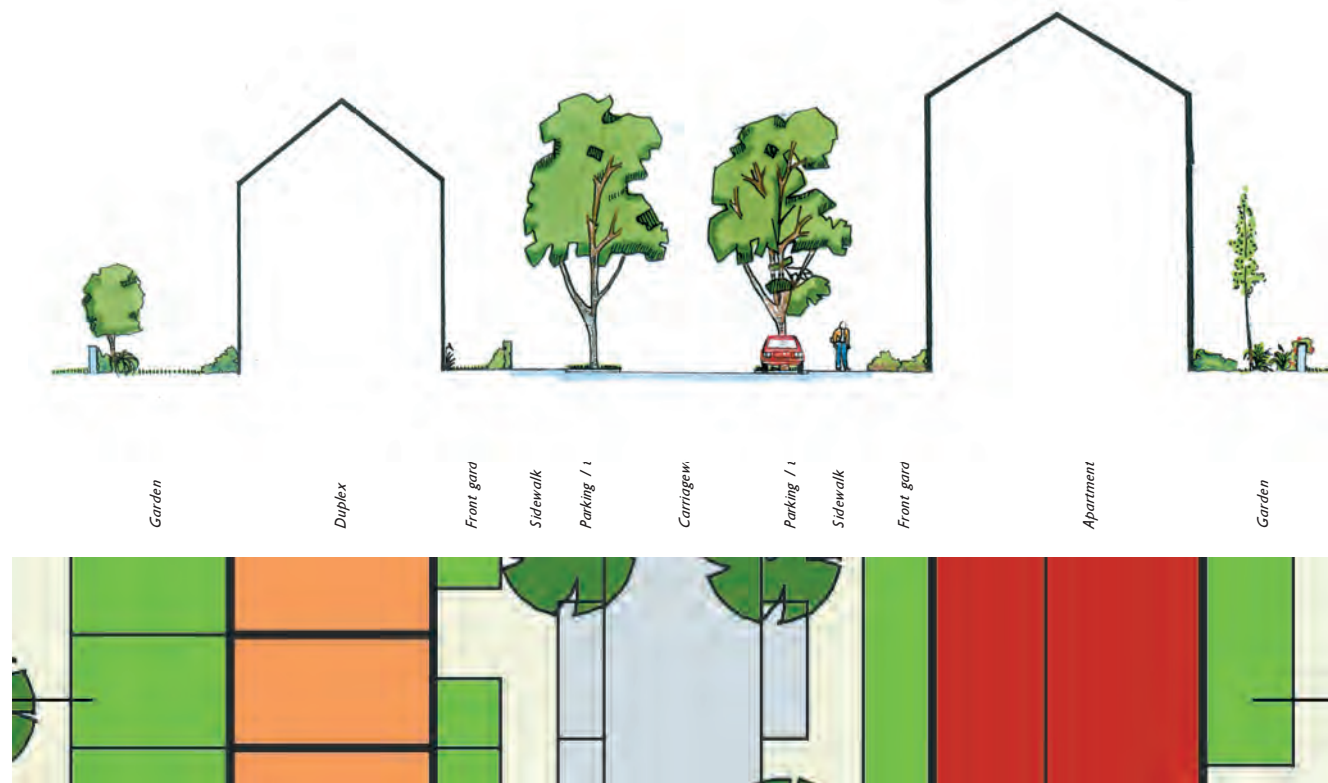 Garden
Duplex
Front gard
Sidewalk
Parking /
Carriagew
Parking /
Sidewalk
Front gard
Apartment
Garden